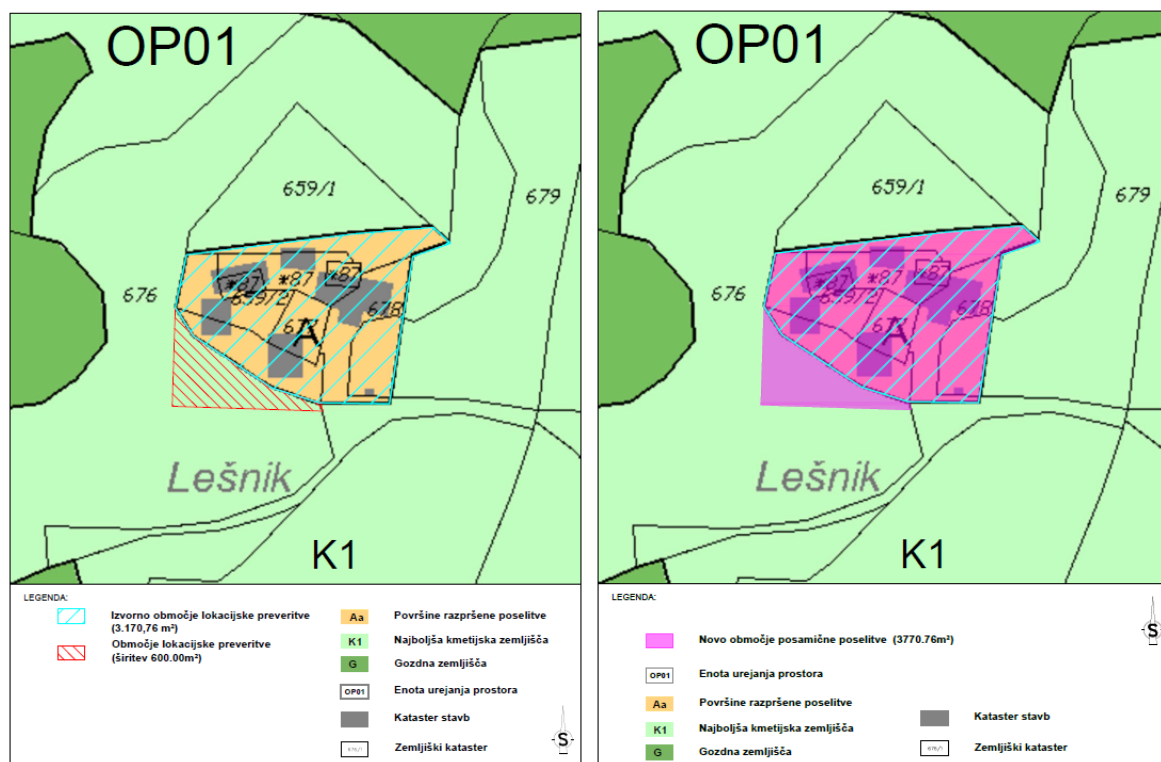 OP01
659/1
679
676
*87
*87
*87
659/2
678
677
A
Lešnik
K1
LEGENDA:
Izvorno območje lokacijske preveritve
(3.170,76 m²)
Območje lokacijske preveritve
(širitev 600.00m²)
Aa Površine razpršene poselitve
K1 Najboljša kmetijska zemljišča
G Gozdna zemljišča
OP01 Enota urejanja prostora
Kataster stavb
Zemljiški kataster
S
OP01
659/1
679
676
*87
*87
*87
659/2
678
677
A
Lešnik
K1
LEGENDA:
Novo območje posamične poselitve (3770.76m²)
OP01 Enota urejanja prostora
Aa Površine razpršene poselitve
K1 Najboljša kmetijska zemljišča
G Gozdna zemljišča
Kataster stavb
676/1 Zemljiški kataster
S